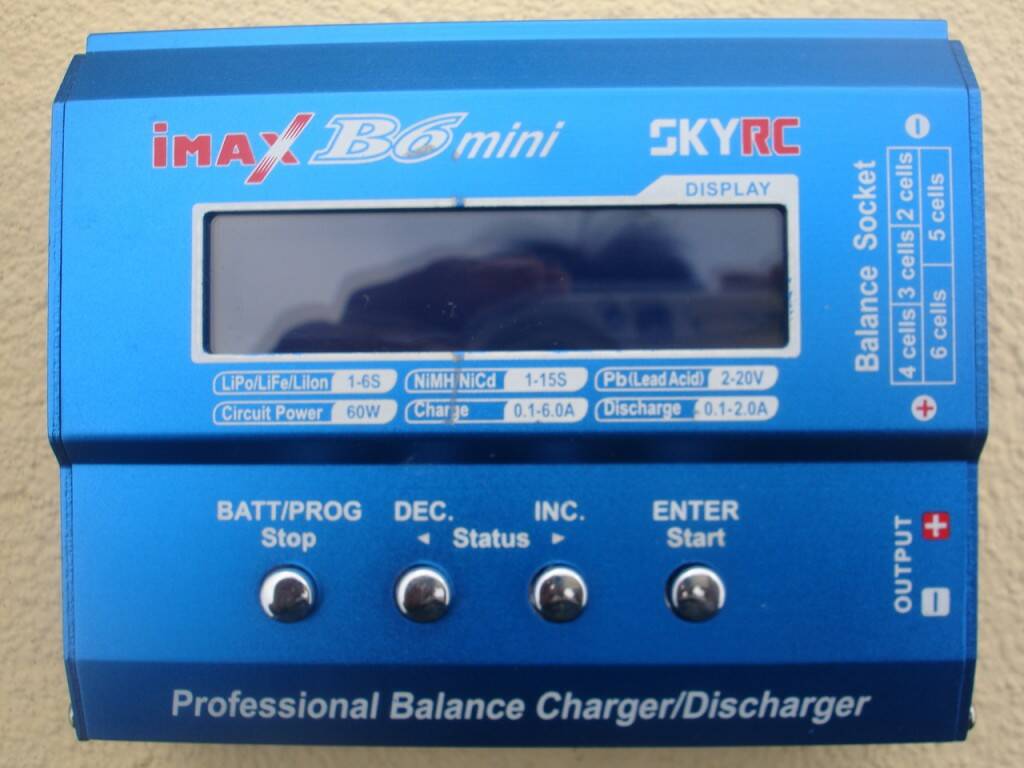 iMAX B6 mini
SKYRC
DISPLAY
LiPo/LiFe/LiIon 1-6S
NiMH/NiCd 1-15S
Pb(Lead Acid) 2-20V
Circuit Power 60W
Charge 0.1-6.0A
Discharge 0.1-2.0A
Balance Socket
4 cells 3 cells 2 cells
6 cells 5 cells
BATT/PROG
Stop
DEC.
INC.
◄ Status ►
ENTER
Start
OUTPUT
Professional Balance Charger/Discharger